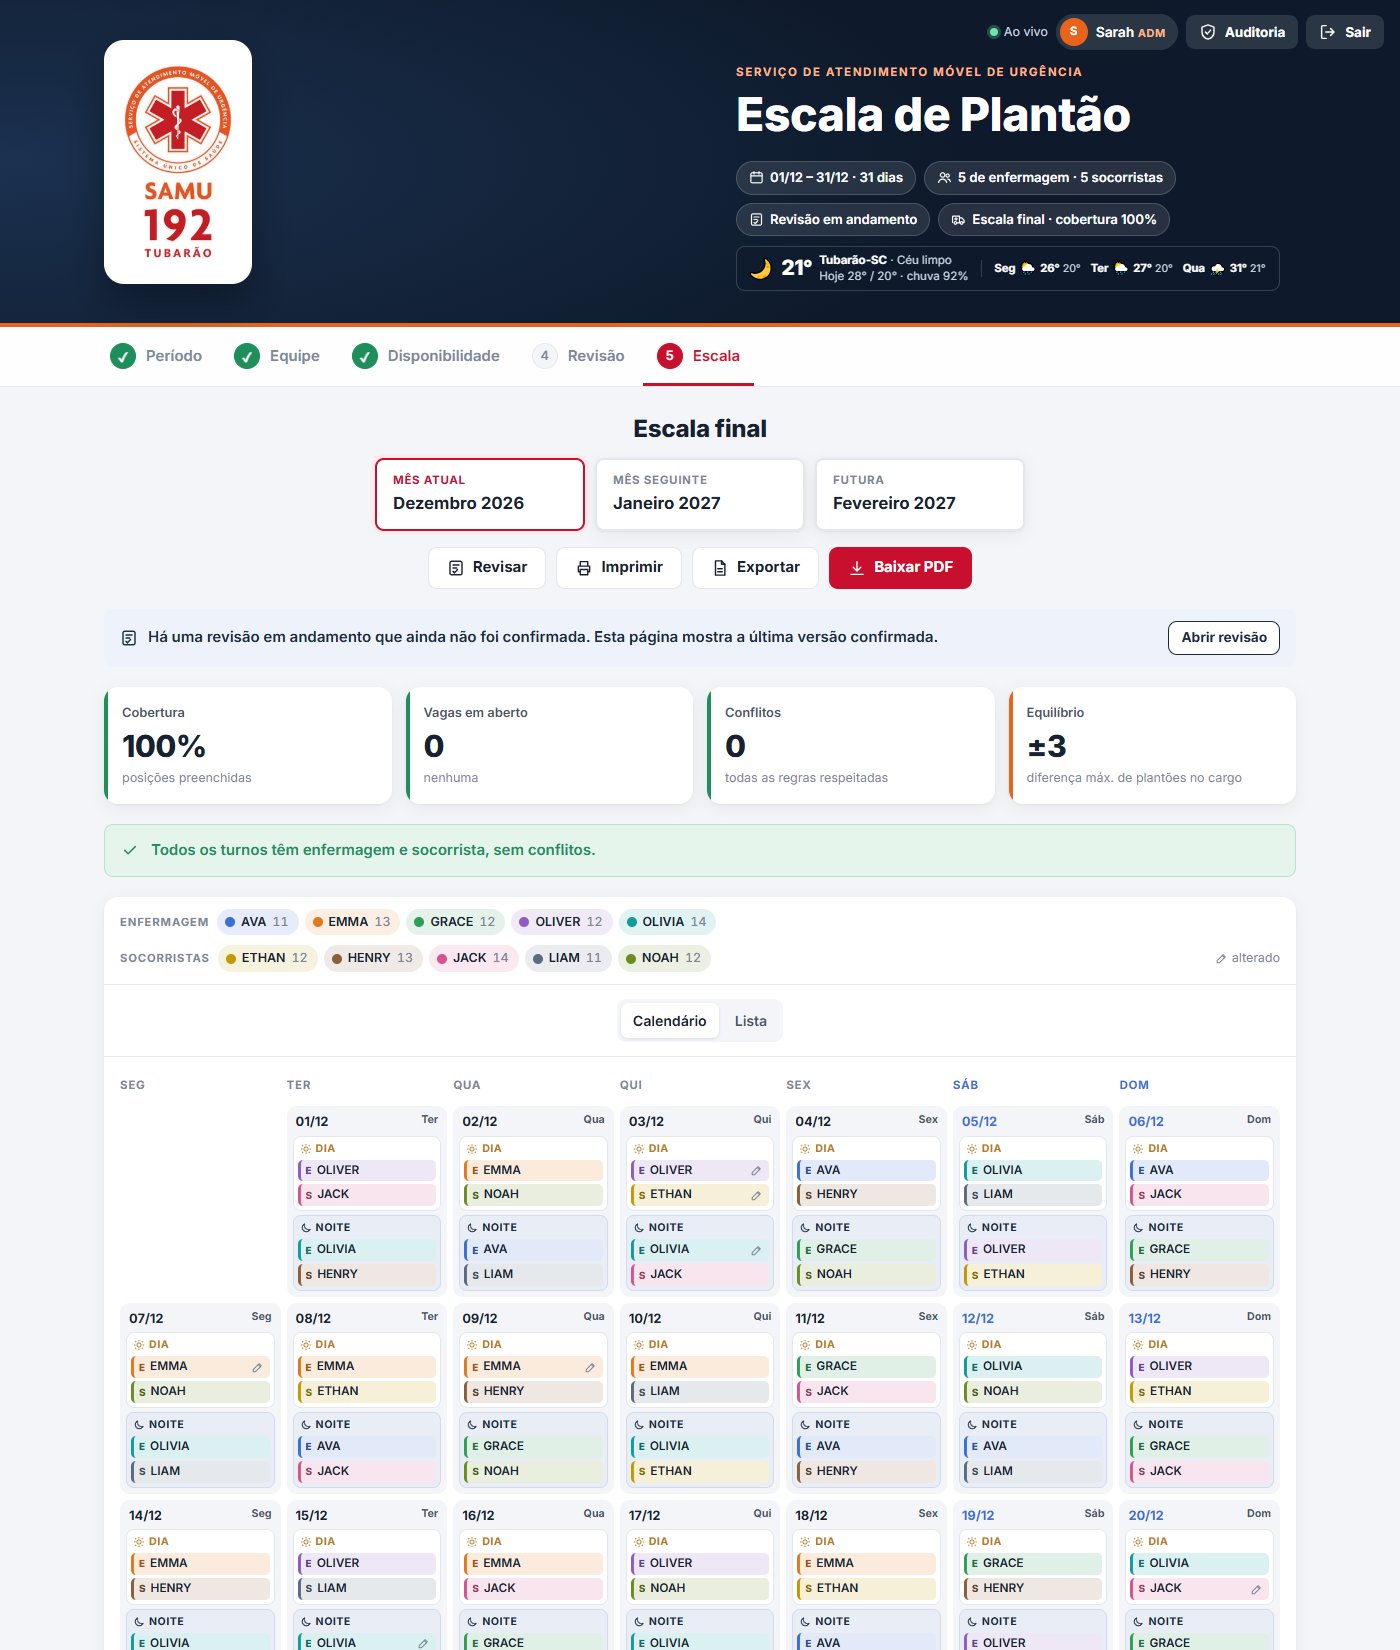 Ao vivo
S
Sarah ADM
Auditoria
Sair
SERVIÇO DE ATENDIMENTO MÓVEL DE URGÊNCIA
SISTEMA ÚNICO DE SAÚDE
SAMU
192
TUBARÃO
SERVIÇO DE ATENDIMENTO MÓVEL DE URGÊNCIA
Escala de Plantão
01/12 – 31/12 · 31 dias
5 de enfermagem · 5 socorristas
Revisão em andamento
Escala final · cobertura 100%
21° Tubarão-SC · Céu limpo
Hoje 28° / 20° · chuva 92%
Seg 26° 20° Ter 27° 20° Qua 31° 21°
Período
Equipe
Disponibilidade
4 Revisão
5 Escala
Escala final
MÊS ATUAL
Dezembro 2026
MÊS SEGUINTE
Janeiro 2027
FUTURA
Fevereiro 2027
Revisar
Imprimir
Exportar
Baixar PDF
Há uma revisão em andamento que ainda não foi confirmada. Esta página mostra a última versão confirmada.
Abrir revisão
Cobertura
100%
posições preenchidas
Vagas em aberto
0
nenhuma
Conflitos
0
todas as regras respeitadas
Equilíbrio
±3
diferença máx. de plantões no cargo
Todos os turnos têm enfermagem e socorrista, sem conflitos.
ENFERMAGEM AVA 11 EMMA 13 GRACE 12 OLIVER 12 OLIVIA 14
SOCORRISTAS ETHAN 12 HENRY 13 JACK 14 LIAM 11 NOAH 12
alterado
Calendário
Lista
SEG TER QUA QUI SEX SÁB DOM
01/12 Ter
DIA
E OLIVER
S JACK
NOITE
E OLIVIA
S HENRY
02/12 Qua
DIA
E EMMA
S NOAH
NOITE
E AVA
S LIAM
03/12 Qui
DIA
E OLIVER
S ETHAN
NOITE
E OLIVIA
S JACK
04/12 Sex
DIA
E AVA
S HENRY
NOITE
E GRACE
S NOAH
05/12 Sáb
DIA
E OLIVIA
S LIAM
NOITE
E OLIVER
S ETHAN
06/12 Dom
DIA
E AVA
S JACK
NOITE
E GRACE
S HENRY
07/12 Seg
DIA
E EMMA
S NOAH
NOITE
E OLIVIA
S LIAM
08/12 Ter
DIA
E EMMA
S ETHAN
NOITE
E AVA
S JACK
09/12 Qua
DIA
E EMMA
S HENRY
NOITE
E GRACE
S NOAH
10/12 Qui
DIA
E EMMA
S LIAM
NOITE
E OLIVIA
S ETHAN
11/12 Sex
DIA
E GRACE
S JACK
NOITE
E AVA
S HENRY
12/12 Sáb
DIA
E OLIVIA
S NOAH
NOITE
E AVA
S LIAM
13/12 Dom
DIA
E OLIVER
S ETHAN
NOITE
E GRACE
S JACK
14/12 Seg
DIA
E EMMA
S HENRY
NOITE
E OLIVIA
15/12 Ter
DIA
E OLIVER
S LIAM
NOITE
E OLIVIA
16/12 Qua
DIA
E EMMA
S JACK
NOITE
E GRACE
17/12 Qui
DIA
E OLIVER
S NOAH
NOITE
E OLIVIA
18/12 Sex
DIA
E EMMA
S ETHAN
NOITE
E AVA
19/12 Sáb
DIA
E GRACE
S HENRY
NOITE
E OLIVER
20/12 Dom
DIA
E OLIVIA
S JACK
NOITE
E GRACE